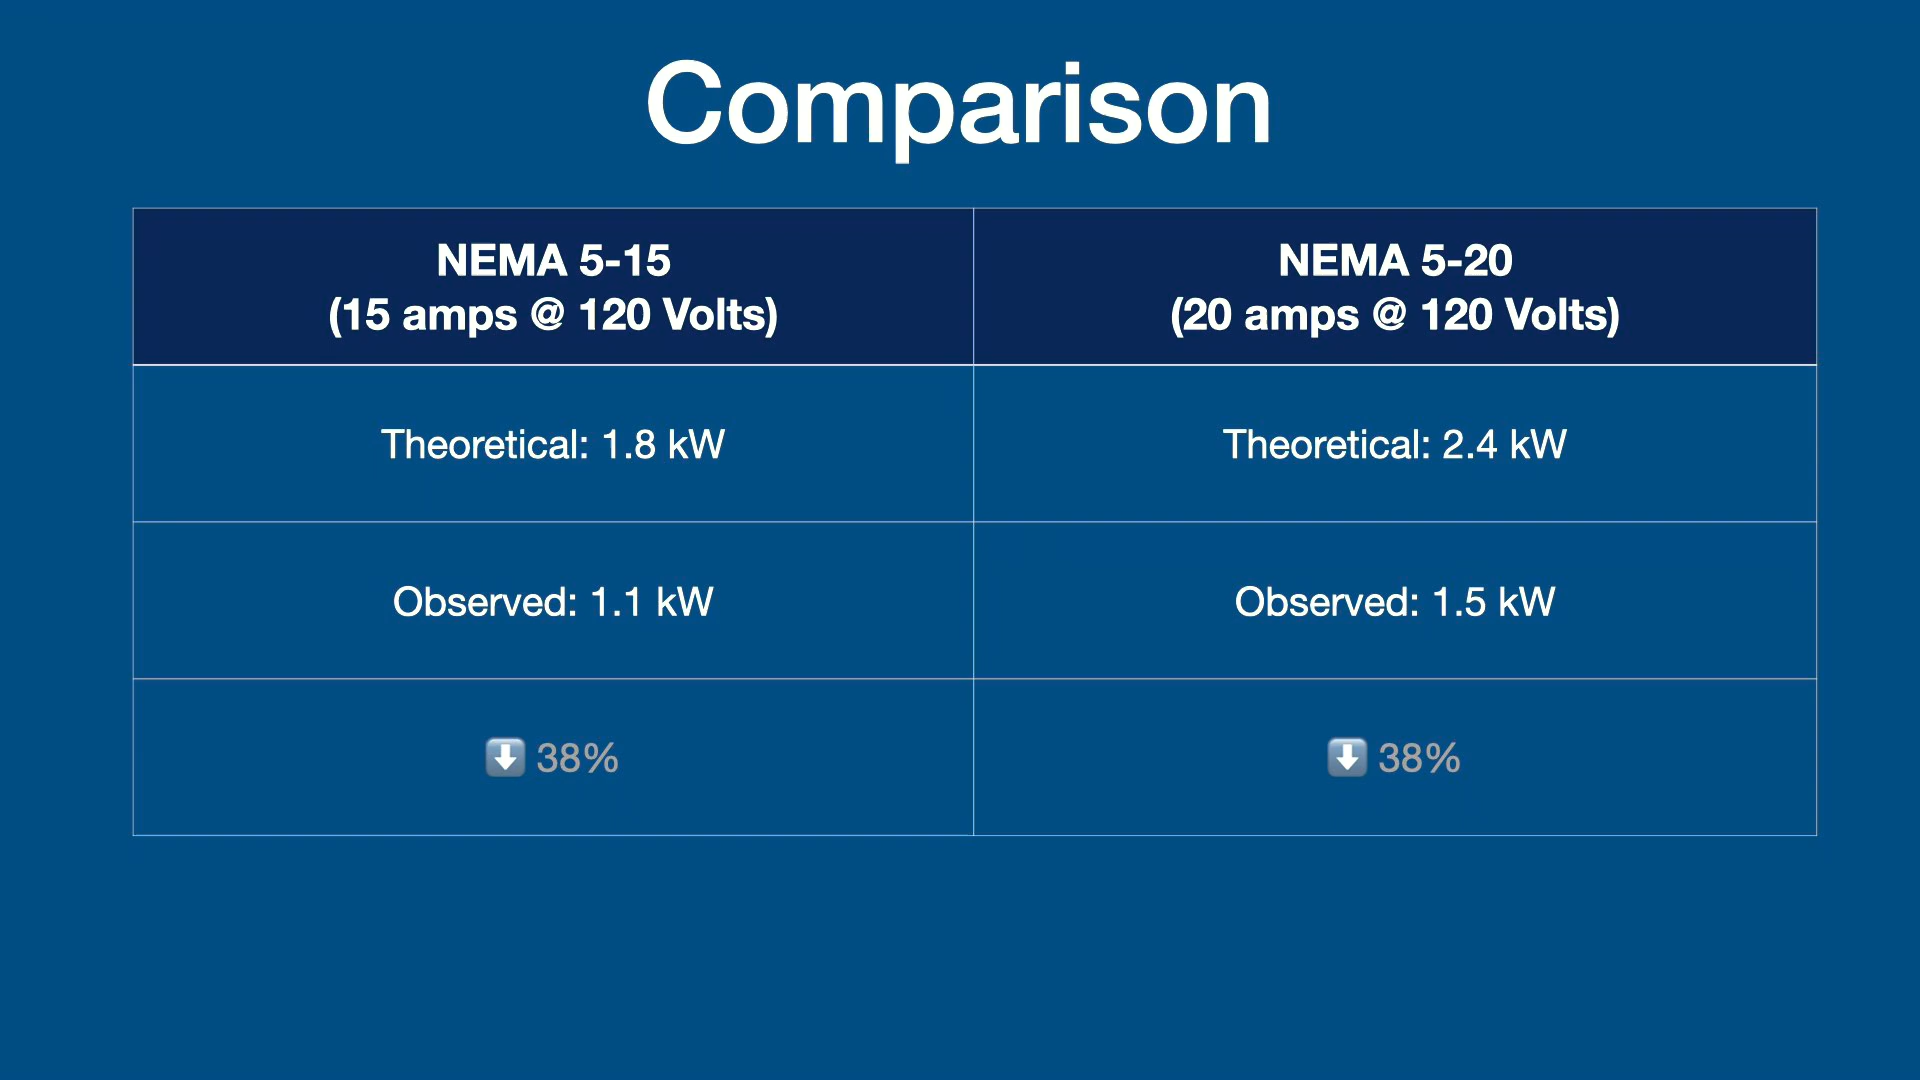 Comparison
NEMA 5-15
(15 amps @ 120 Volts)
NEMA 5-20
(20 amps @ 120 Volts)
Theoretical: 1.8 kW
Theoretical: 2.4 kW
Observed: 1.1 kW
Observed: 1.5 kW
⬇️ 38%
⬇️ 38%